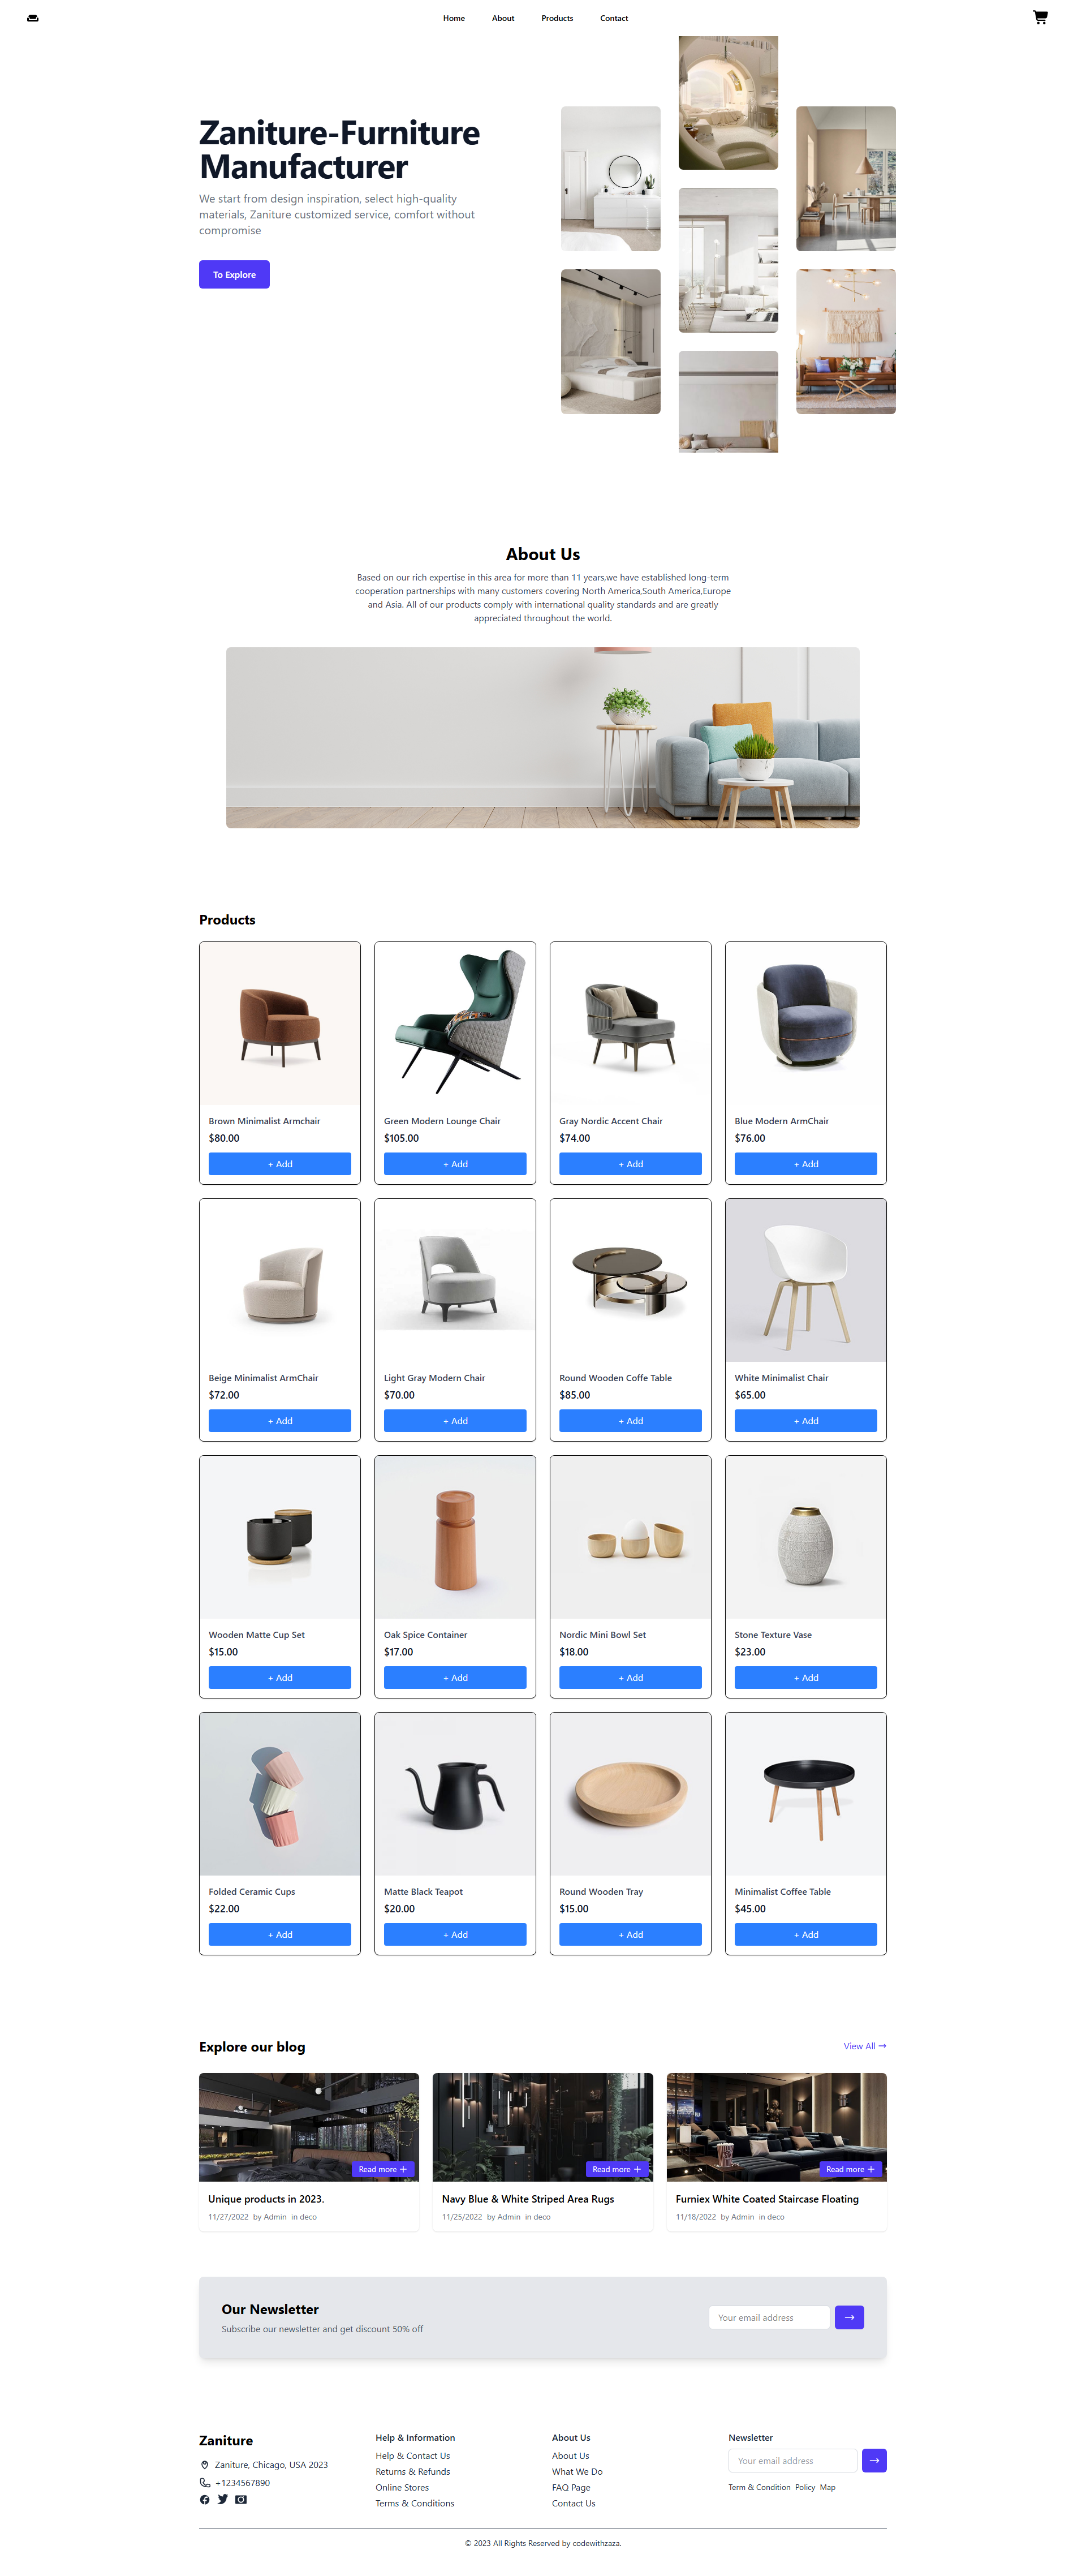 Home About Products Contact
Zaniture-Furniture
Manufacturer
We start from design inspiration, select high-quality
materials, Zaniture customized service, comfort without
compromise
To Explore
About Us
Based on our rich expertise in this area for more than 11 years,we have established long-term
cooperation partnerships with many customers covering North America,South America,Europe
and Asia. All of our products comply with international quality standards and are greatly
appreciated throughout the world.
Products
Brown Minimalist Armchair
$80.00
+ Add
Green Modern Lounge Chair
$105.00
+ Add
Gray Nordic Accent Chair
$74.00
+ Add
Blue Modern ArmChair
$76.00
+ Add
Beige Minimalist ArmChair
$72.00
+ Add
Light Gray Modern Chair
$70.00
+ Add
Round Wooden Coffe Table
$85.00
+ Add
White Minimalist Chair
$65.00
+ Add
Wooden Matte Cup Set
$15.00
+ Add
Oak Spice Container
$17.00
+ Add
Nordic Mini Bowl Set
$18.00
+ Add
Stone Texture Vase
$23.00
+ Add
Folded Ceramic Cups
$22.00
+ Add
Matte Black Teapot
$20.00
+ Add
Round Wooden Tray
$15.00
+ Add
Minimalist Coffee Table
$45.00
+ Add
Explore our blog
View All →
Read more +
Unique products in 2023.
11/27/2022 by Admin in deco
Read more +
Navy Blue & White Striped Area Rugs
11/25/2022 by Admin in deco
Read more +
Furniex White Coated Staircase Floating
11/18/2022 by Admin in deco
Our Newsletter
Subscribe our newsletter and get discount 50% off
Your email address
→
Zaniture
Zaniture, Chicago, USA 2023
+1234567890
Help & Information
Help & Contact Us
Returns & Refunds
Online Stores
Terms & Conditions
About Us
About Us
What We Do
FAQ Page
Contact Us
Newsletter
Your email address
→
Term & Condition Policy Map
© 2023 All Rights Reserved by codewithzaza.